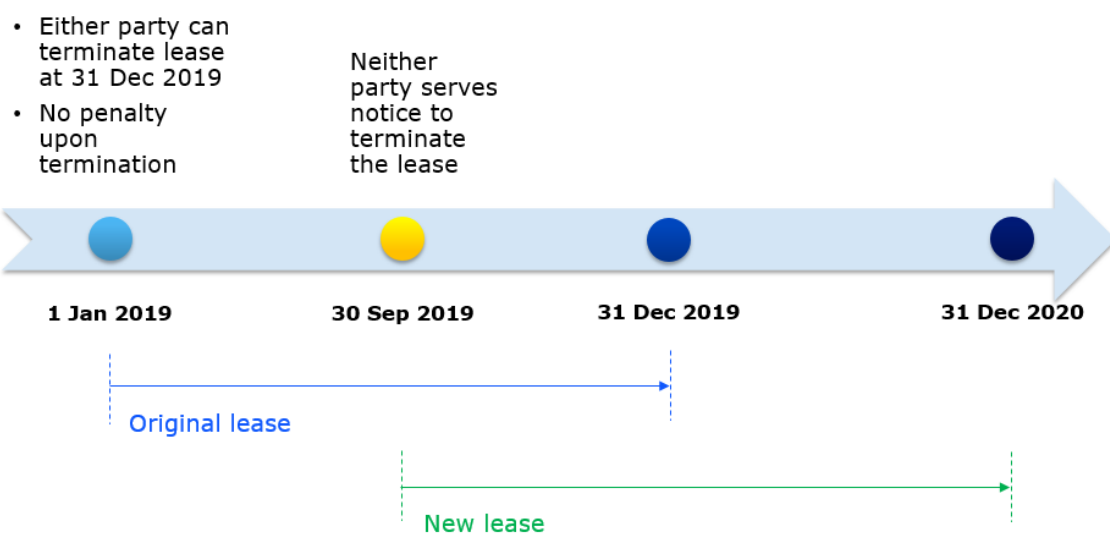 • Either party can
terminate lease
at 31 Dec 2019
• No penalty
upon
termination
Neither
party serves
notice to
terminate
the lease
1 Jan 2019
30 Sep 2019
31 Dec 2019
31 Dec 2020
Original lease
New lease